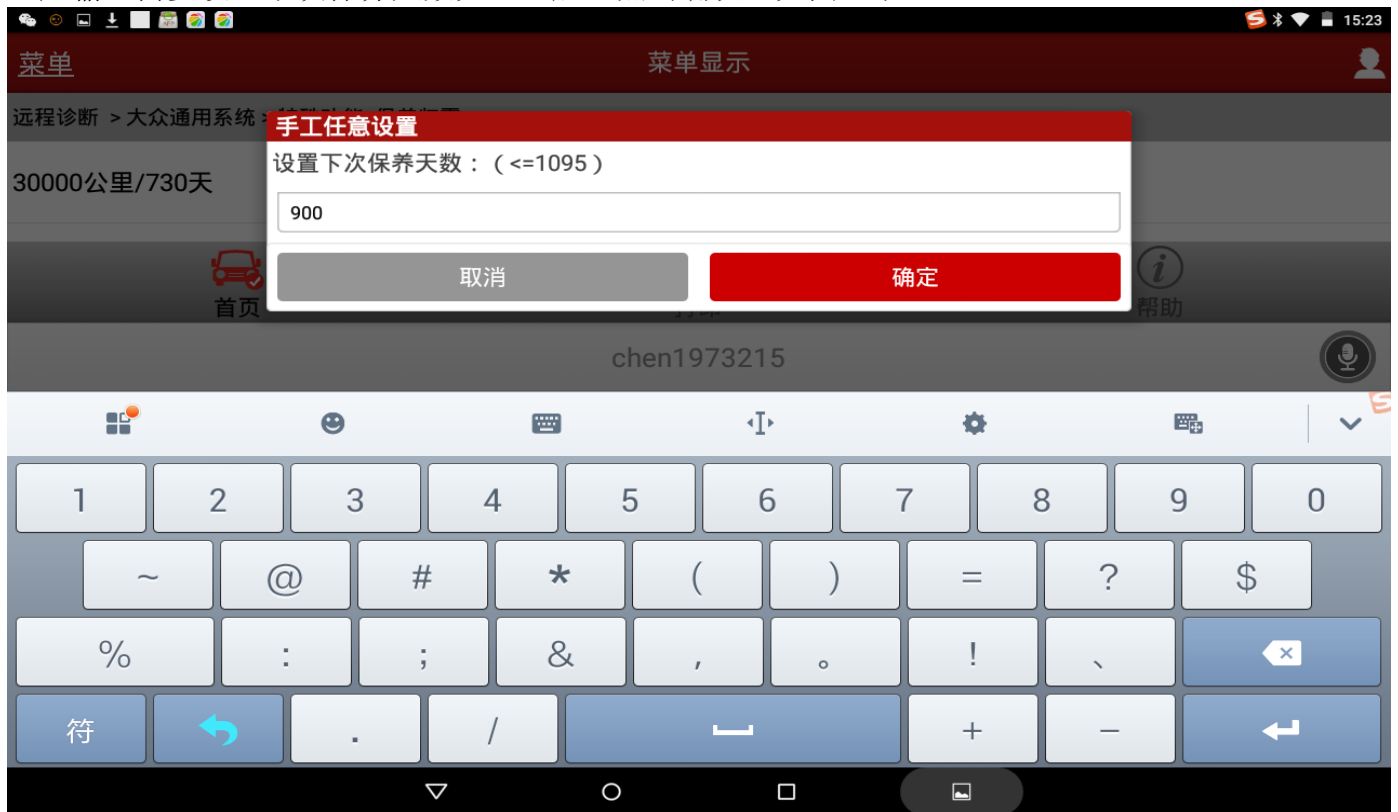 15:23
菜单
菜单显示
远程诊断 >大众通用系统
手工任意设置
设置下次保养天数：（<=1095）
30000公里/730天
900
取消
确定
首页
帮助
chen1973215
1 2 3 4 5 6 7 8 9 0
~ @ # * ( ) = ? $
% : ; & , 。 ! 、
符 . / + −